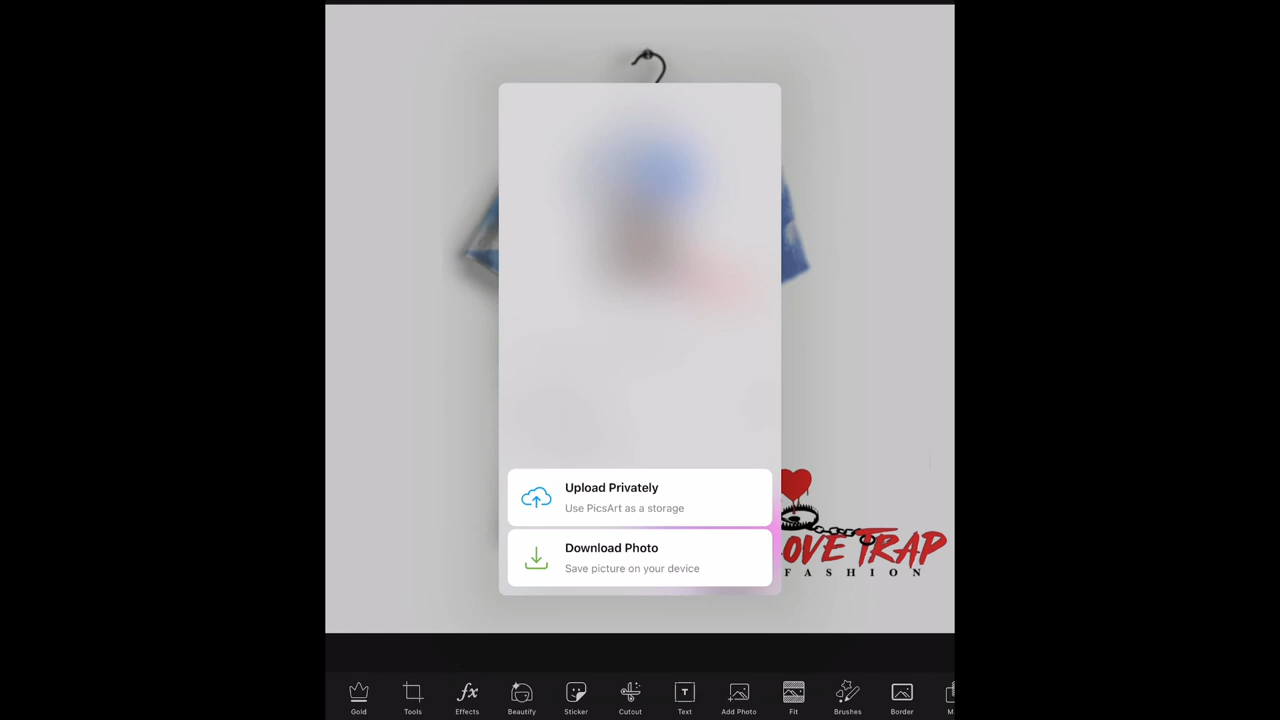 Upload Privately
Use PicsArt as a storage
Download Photo
Save picture on your device
OVE TRAP
FASHION
Gold
Tools
Effects
Beautify
Sticker
Cutout
Text
Add Photo
Fit
Brushes
Border